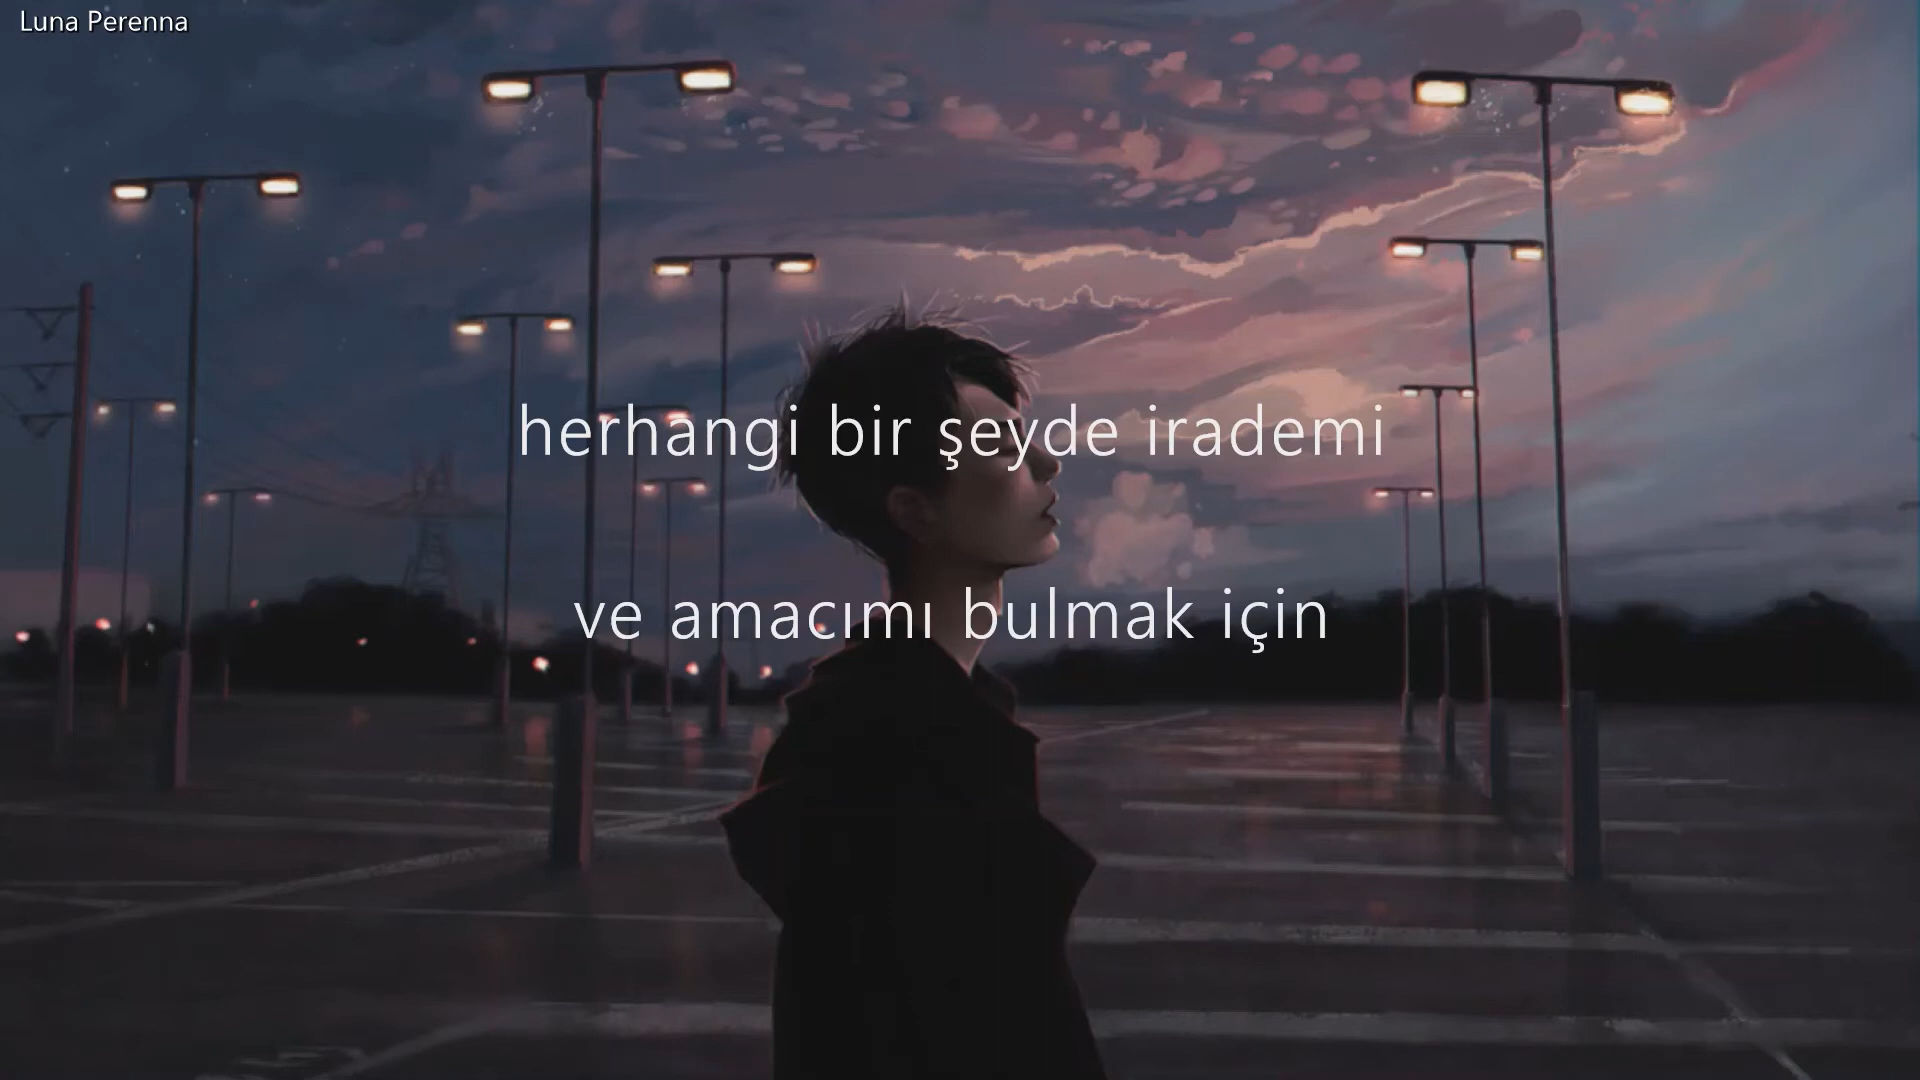 Luna Perenna
herhangi bir şeyde irademi
ve amacımı bulmak için